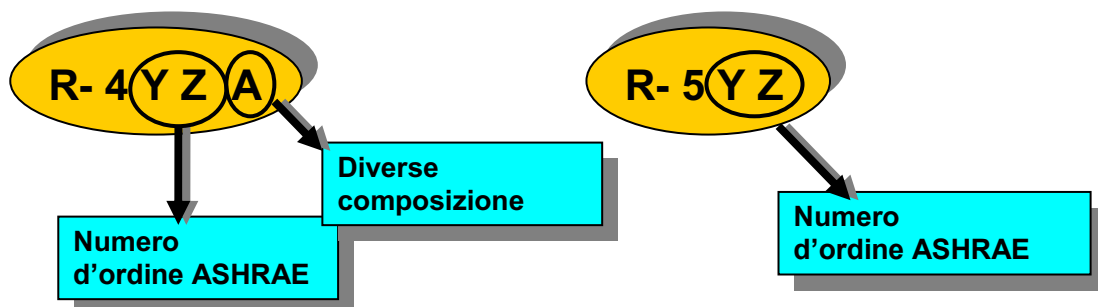 R- 4 Y Z A
R- 5 Y Z
Diverse
composizione
Numero
d’ordine ASHRAE
Numero
d’ordine ASHRAE